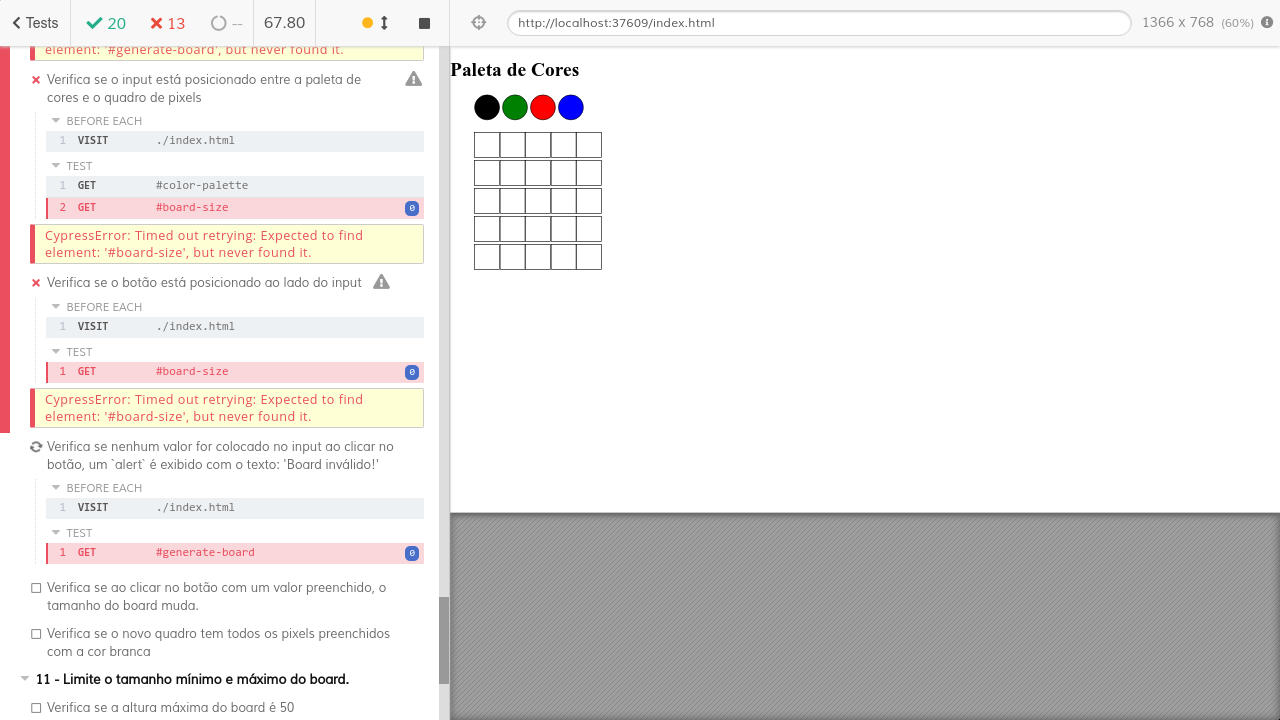 Tests
20
13
--
67.80
http://localhost:37609/index.html
1366 x 768 (60%)
element: '#generate-board', but never found it.
Verifica se o input está posicionado entre a paleta de
cores e o quadro de pixels
BEFORE EACH
1 VISIT ./index.html
TEST
1 GET #color-palette
2 GET #board-size 0
CypressError: Timed out retrying: Expected to find
element: '#board-size', but never found it.
Verifica se o botão está posicionado ao lado do input
BEFORE EACH
1 VISIT ./index.html
TEST
1 GET #board-size 0
CypressError: Timed out retrying: Expected to find
element: '#board-size', but never found it.
Verifica se nenhum valor for colocado no input ao clicar no
botão, um `alert` é exibido com o texto: 'Board inválido!'
BEFORE EACH
1 VISIT ./index.html
TEST
1 GET #generate-board 0
Verifica se ao clicar no botão com um valor preenchido, o
tamanho do board muda.
Verifica se o novo quadro tem todos os pixels preenchidos
com a cor branca
11 - Limite o tamanho mínimo e máximo do board.
Verifica se a altura máxima do board é 50
Paleta de Cores